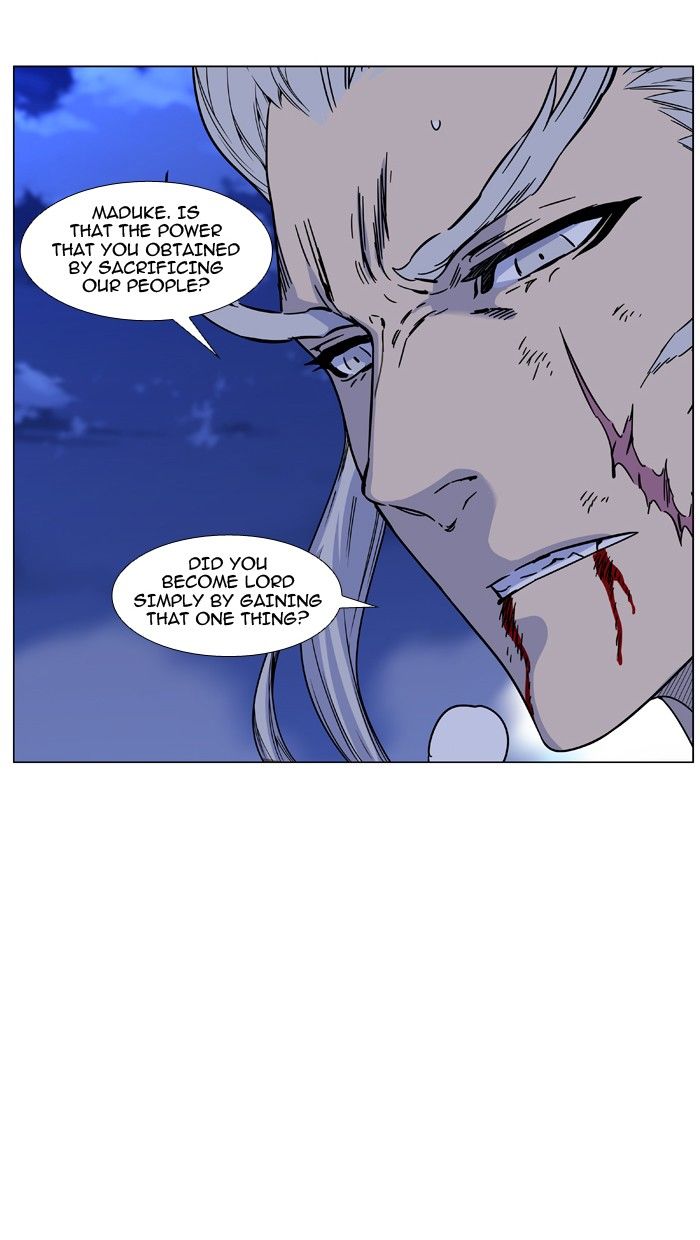 MADUKE. IS
THAT THE POWER
THAT YOU OBTAINED
BY SACRIFICING
OUR PEOPLE?
DID YOU
BECOME LORD
SIMPLY BY GAINING
THAT ONE THING?